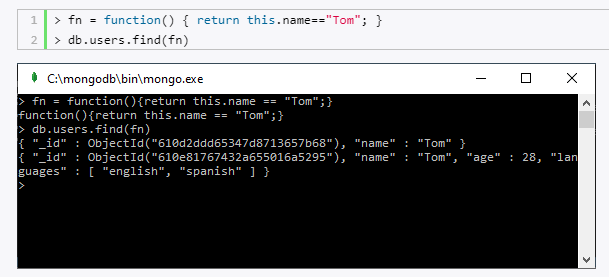 1 > fn = function() { return this.name=="Tom"; }
2 > db.users.find(fn)
C:\mongodb\bin\mongo.exe
> fn = function(){return this.name == "Tom";}
function(){return this.name == "Tom";}
> db.users.find(fn)
{ "_id" : ObjectId("610d2ddd65347d8713657b68"), "name" : "Tom" }
{ "_id" : ObjectId("610e81767432a655016a5295"), "name" : "Tom", "age" : 28, "lan
guages" : [ "english", "spanish" ] }
>